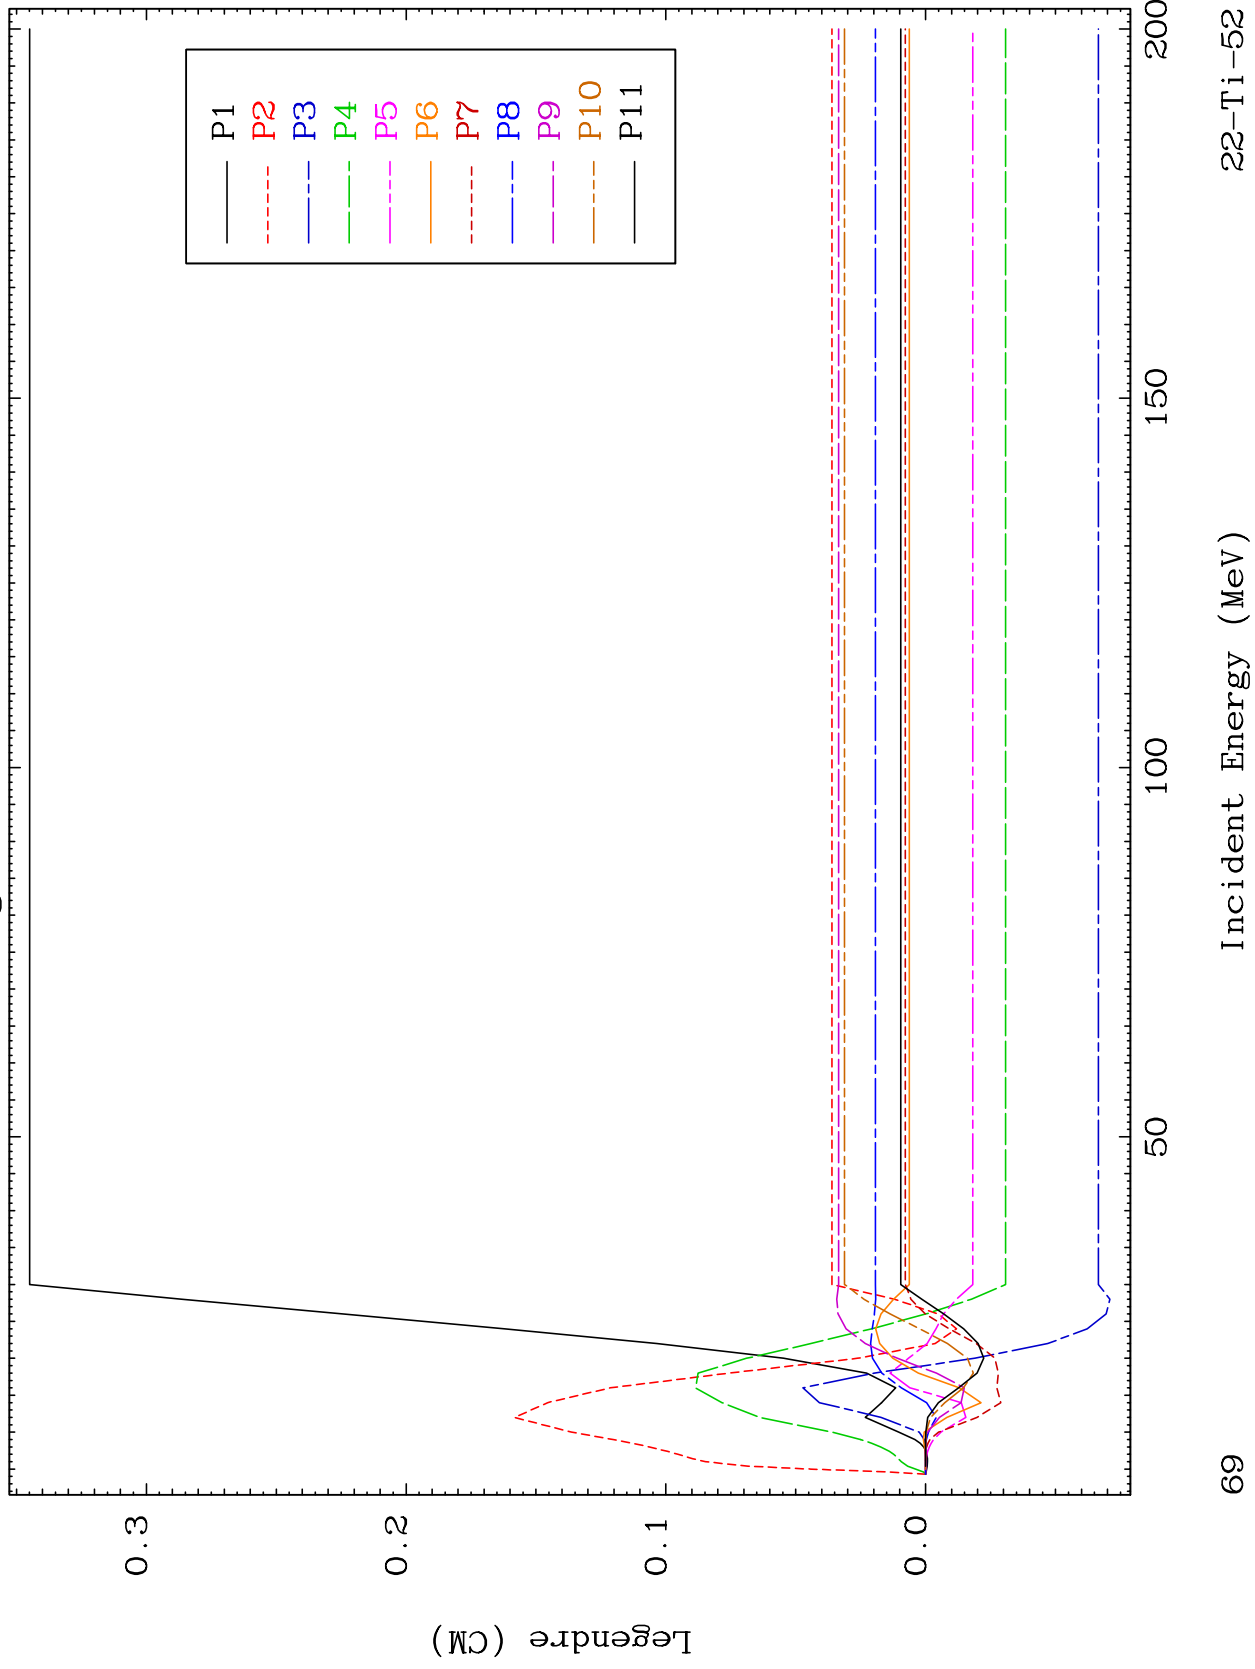 Legendre (CM)
0.3
0.2
0.1
0.0
P1
P2
P3
P4
P5
P6
P7
P8
P9
P10
P11
50
100
150
200
Incident Energy (MeV)
69
22-Ti-52